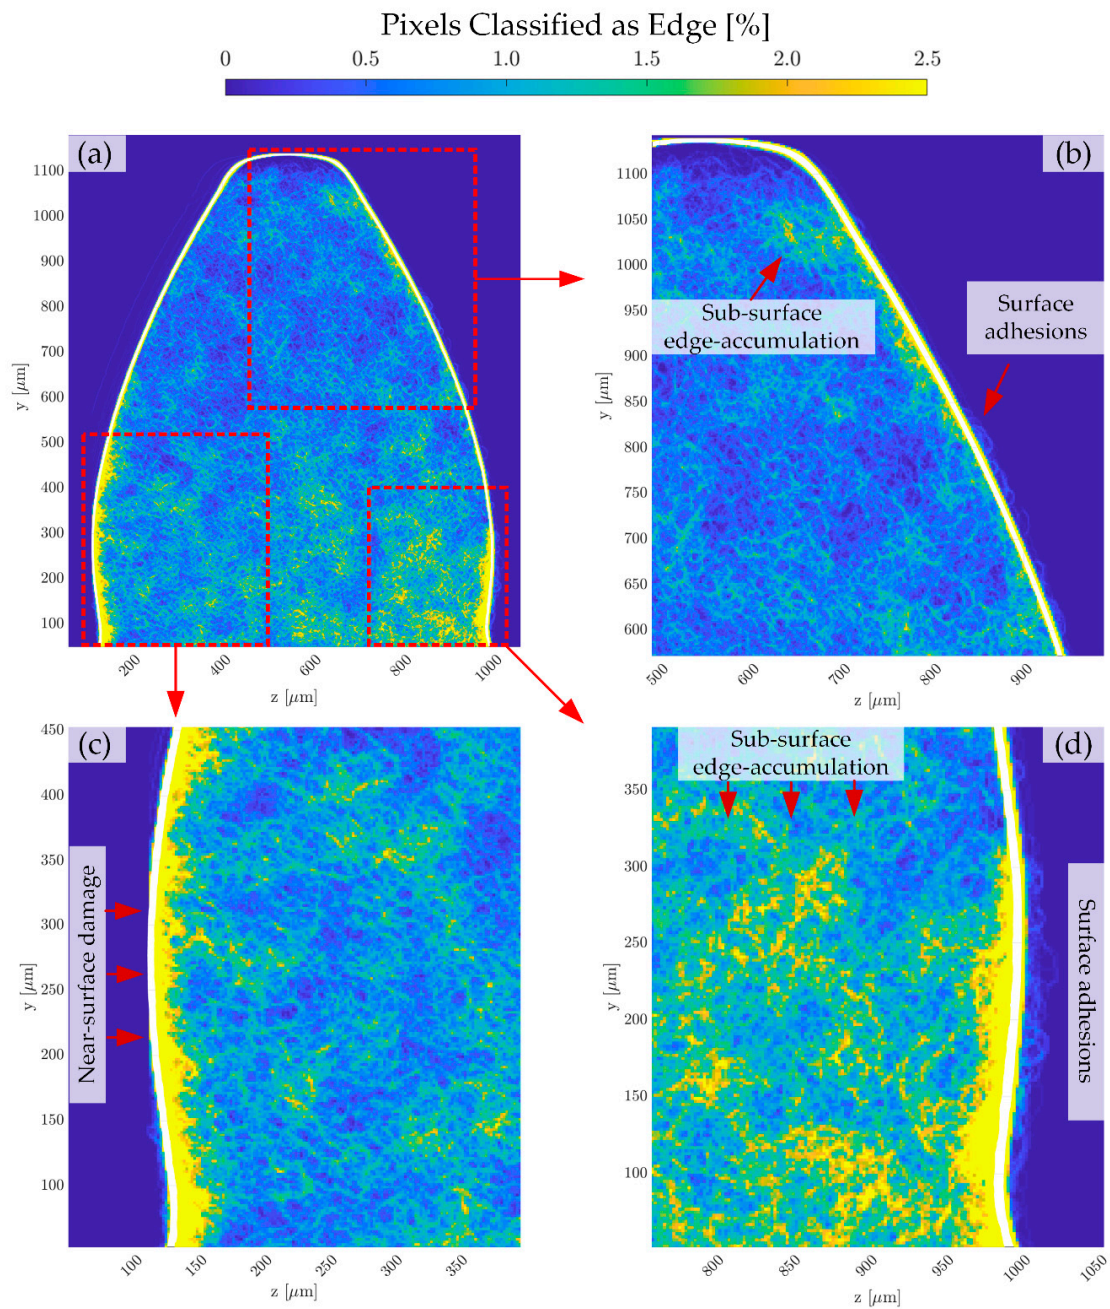 Pixels Classified as Edge [%]
0 0.5 1.0 1.5 2.0 2.5
(a)
1100
1000
900
800
700
600
500
400
300
200
100
y [μm]
200 400 600 800 1000
z [μm]
(b)
1100
1050
1000
950
900
850
800
750
700
650
600
y [μm]
Sub-surface
edge-accumulation
Surface
adhesions
500 600 700 800 900
z [μm]
(c)
450
400
350
300
250
200
150
100
y [μm]
Near-surface damage
100 150 200 250 300 350
z [μm]
(d)
Sub-surface
edge-accumulation
350
300
250
200
150
100
y [μm]
Surface adhesions
800 850 900 950 1000 1050
z [μm]